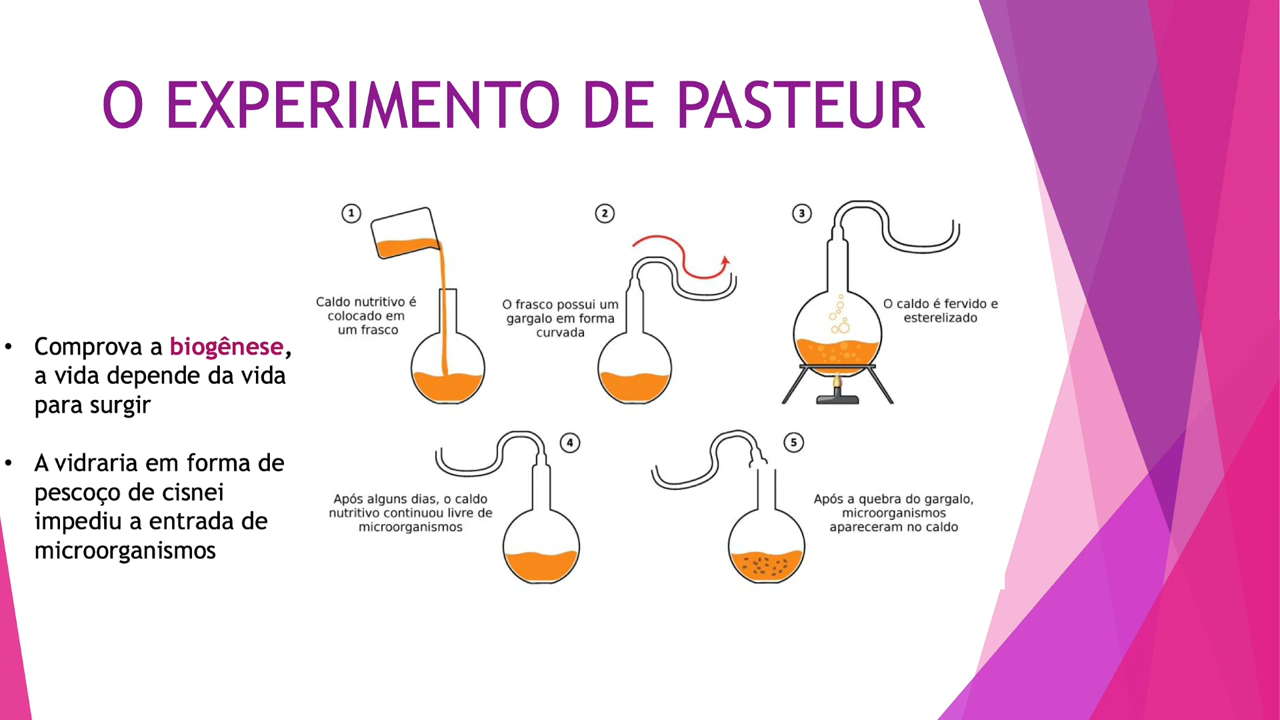 O EXPERIMENTO DE PASTEUR
• Comprova a biogênese,
a vida depende da vida
para surgir
• A vidraria em forma de
pescoço de cisnei
impediu a entrada de
microorganismos
1
Caldo nutritivo é
colocado em
um frasco
2
O frasco possui um
gargalo em forma
curvada
3
O caldo é fervido e
esterelizado
4
Após alguns dias, o caldo
nutritivo continuou livre de
microorganismos
5
Após a quebra do gargalo,
microorganismos
apareceram no caldo